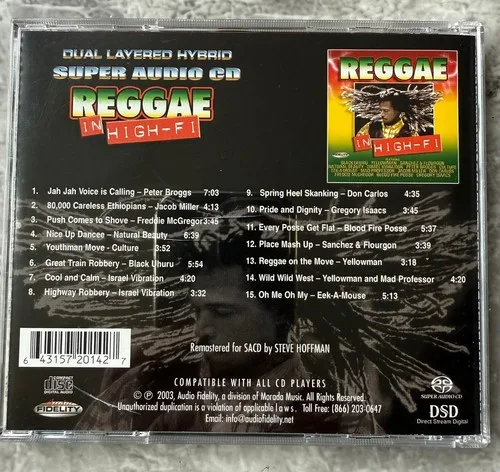 DUAL LAYERED HYBRID
SUPER AUDIO CD
REGGAE
IN HIGH-FI
REGGAE
IN HIGH-FI
1. Jah Jah Voice is Calling – Peter Broggs 7:03
2. 80,000 Careless Ethiopians – Jacob Miller 4:10
3. Push Comes to Shove – Freddie McGregor 3:45
4. Nice Up Dancee – Natural Beauty 6:39
5. Youthman Move - Culture 3:52
6. Great Train Robbery – Black Uhuru 5:54
7. Cool and Calm – Israel Vibration 4:20
8. Highway Robbery – Israel Vibration 3:32
9. Spring Heel Skanking – Don Carlos 4:35
10. Pride and Dignity – Gregory Isaacs 3:11
11. Every Posse Get Flat – Blood Fire Posse 5:37
12. Place Mash Up – Sanchez & Flourgon 3:39
13. Reggae on the Move – Yellowman 3:18
14. Wild Wild West – Yellowman and Mad Professor 4:20
15. Oh Me Oh My – Eek-A-Mouse 5:13
6 43157 20142 7
Remastered for SACD by STEVE HOFFMAN
COMPATIBLE WITH ALL CD PLAYERS
℗ © 2003, Audio Fidelity, a division of Morada Music. All Rights Reserved.
Unauthorized duplication is a violation of applicable laws. Toll Free: (866) 203-0647
Email: info@audiofidelity.net
COMPACT
disc
DIGITAL AUDIO
FIDELITY
SUPER AUDIO CD
DSD
Direct Stream Digital